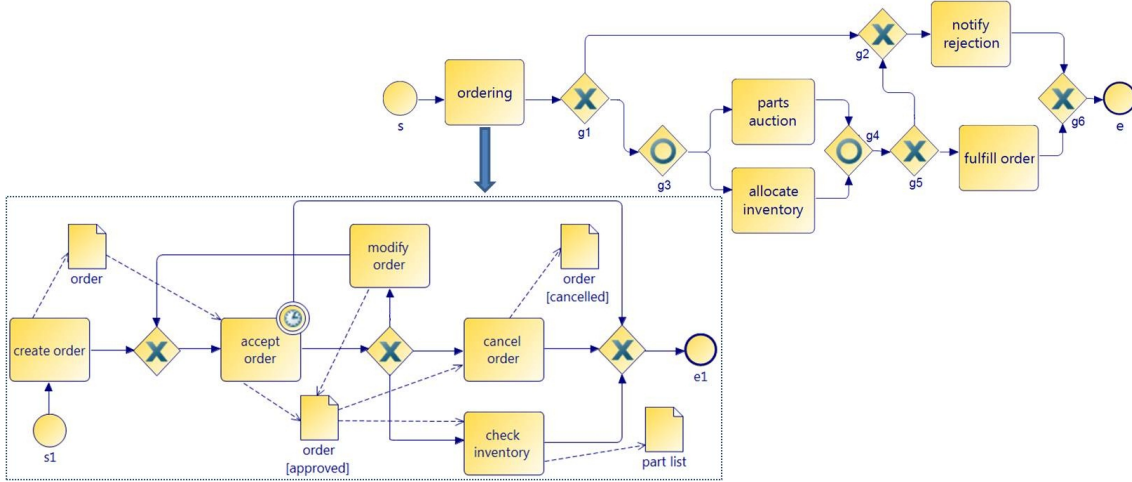 notify
rejection
g2
ordering
parts
auction
s
g1
g4
g6
e
g3
g5
fulfill order
allocate
inventory
modify
order
order
order
[cancelled]
create order
accept
order
cancel
order
e1
s1
order
[approved]
check
inventory
part list